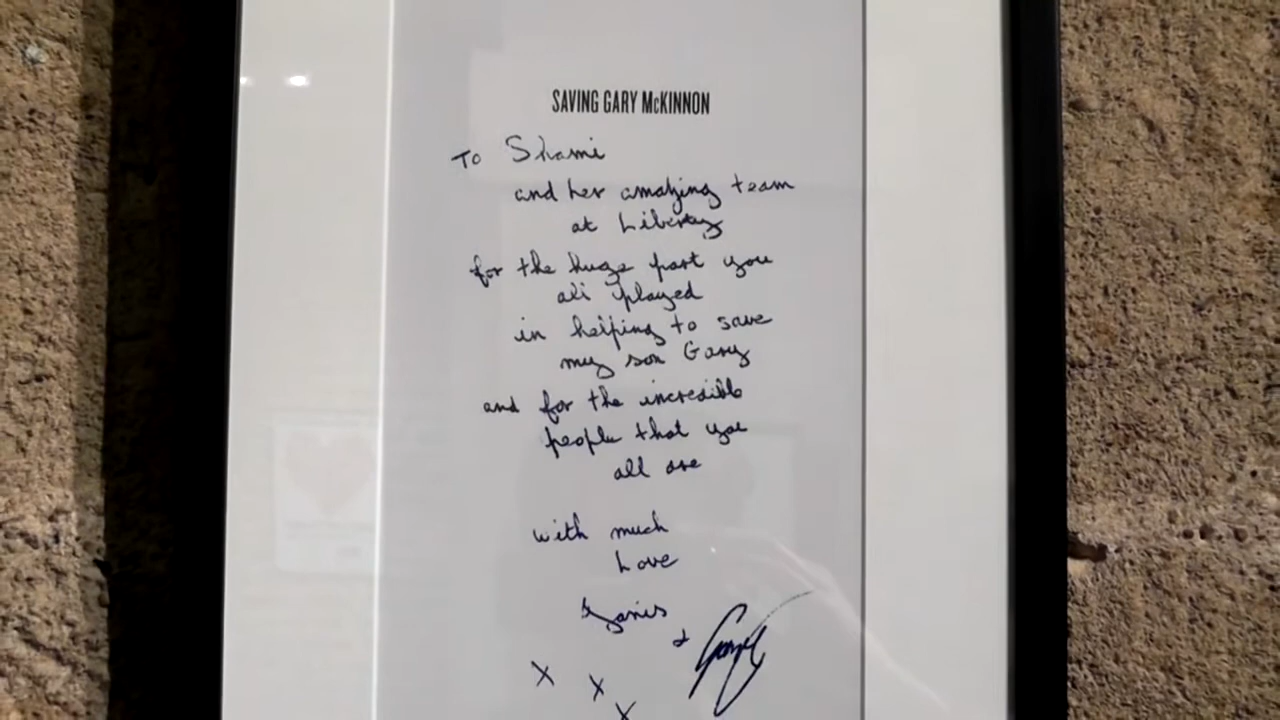 SAVING GARY McKINNON
To Shami
and her amazing team
at Liberty
for the huge part you
all played
in helping to save
my son Gary
and for the incredible
people that you
all are
with much
Love
Janis
& Gary
X X
X